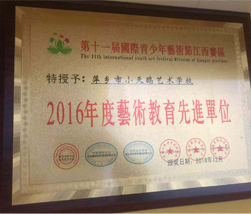 第十一届國際青少年藝術節江西賽區
The 11th international youth art festival division of Jiangxi province
特授予：萍乡市小天鹅艺术学校
2016年度藝術教育先進單位